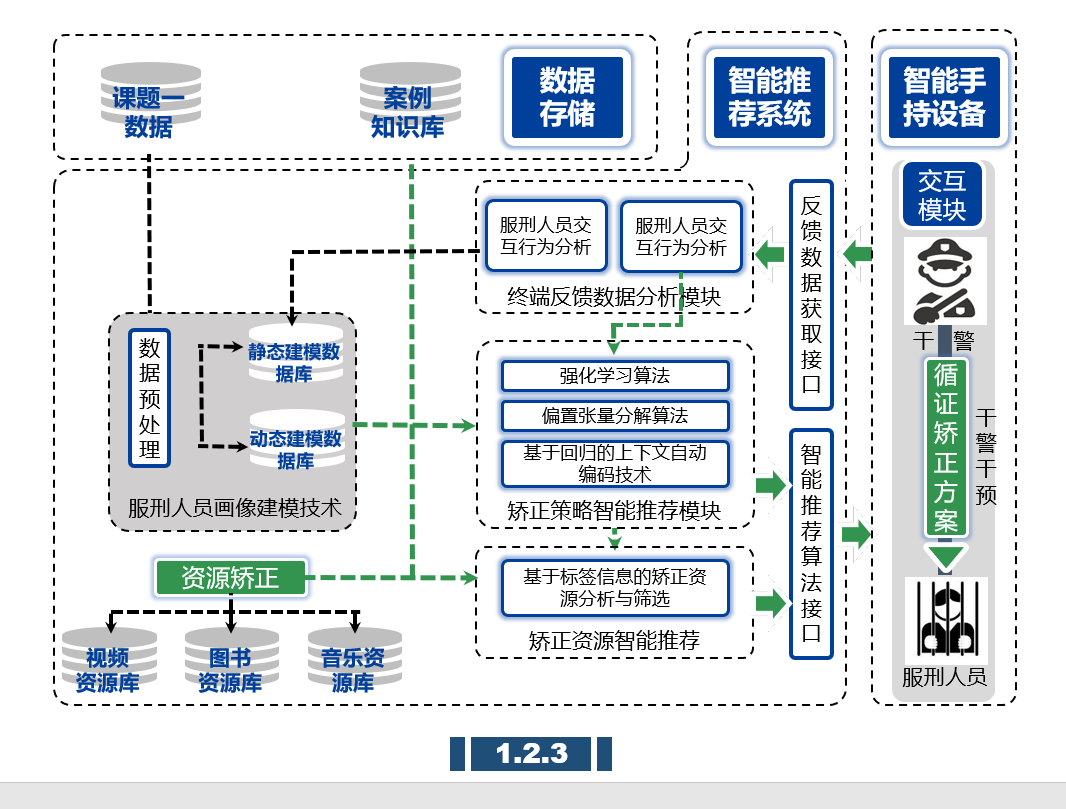 课题一
数据
案例
知识库
数据
存储
智能推
荐系统
智能手
持设备
交互
模块
服刑人员交
互行为分析
服刑人员交
互行为分析
终端反馈数据分析模块
反馈数据获取接口
干警
循证矫正方案
干警干预
服刑人员
数据预处理
静态建模数
据库
动态建模数
据库
服刑人员画像建模技术
强化学习算法
偏置张量分解算法
基于回归的上下文自动
编码技术
矫正策略智能推荐模块
智能推荐算法接口
资源矫正
基于标签信息的矫正资
源分析与筛选
矫正资源智能推荐
视频
资源库
图书
资源库
音乐资
源库
1.2.3